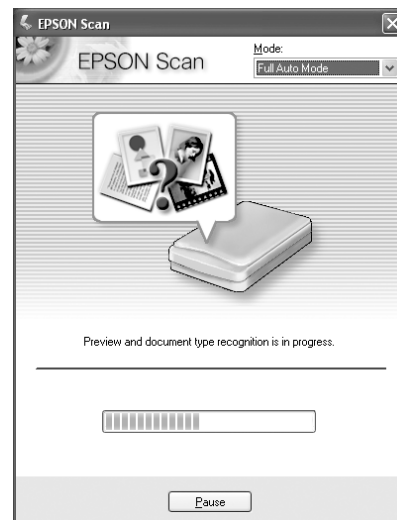 EPSON Scan
EPSON Scan
Mode:
Full Auto Mode
?
Preview and document type recognition is in progress.
Pause